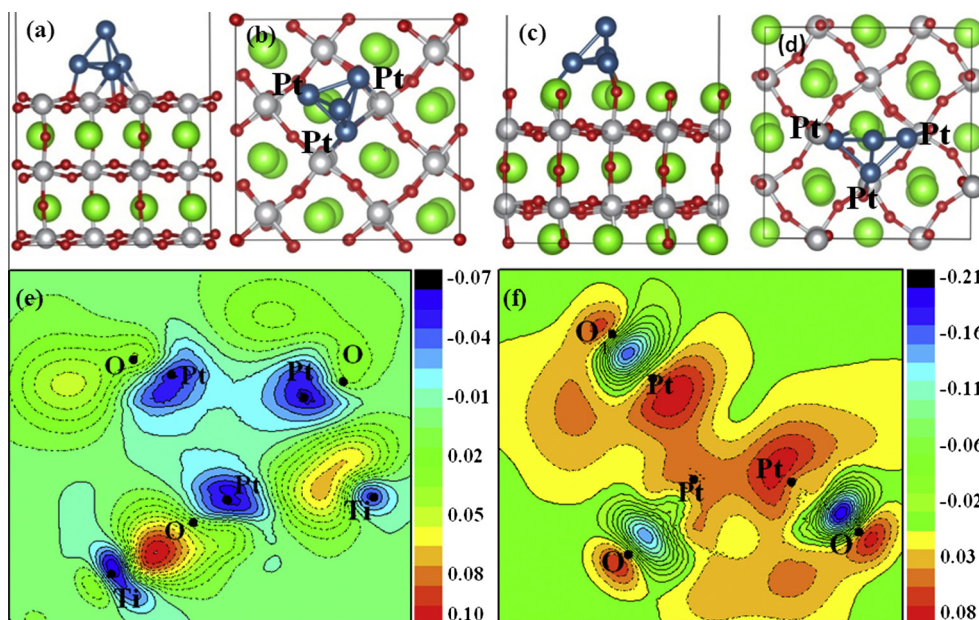 (a)
(b)
Pt
Pt
Pt
(c)
(d)
Pt
Pt
Pt
(e)
O
Pt
Pt
O
Pt
O
Ti
Ti
-0.07
-0.04
-0.01
0.02
0.05
0.08
0.10
(f)
O
Pt
Pt
Pt
O
O
-0.21
-0.16
-0.11
-0.06
-0.02
0.03
0.08